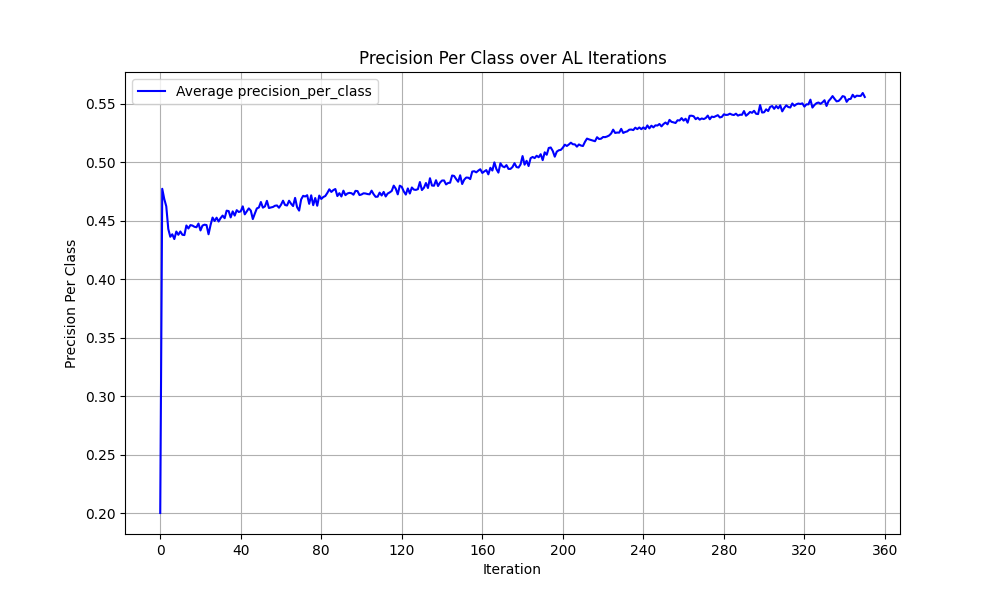 Precision Per Class over AL Iterations
Average precision_per_class
Precision Per Class
0.55
0.50
0.45
0.40
0.35
0.30
0.25
0.20
0 40 80 120 160 200 240 280 320 360
Iteration